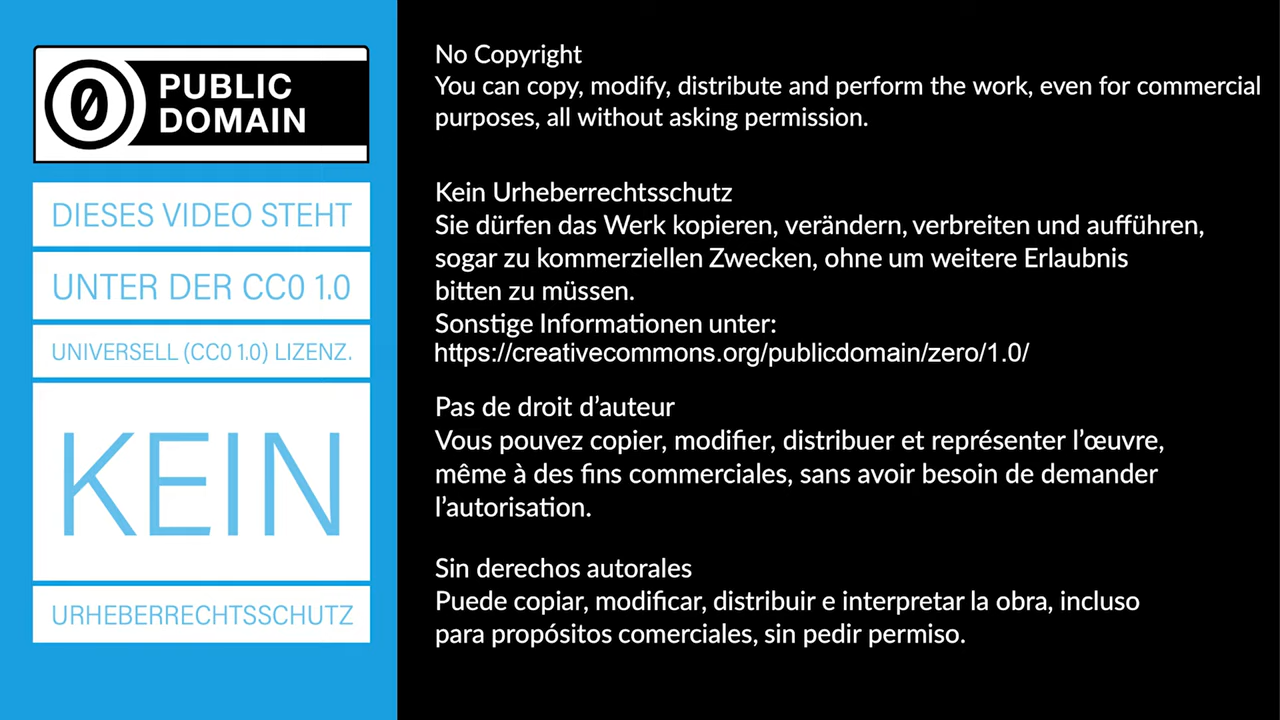 0 PUBLIC
DOMAIN
DIESES VIDEO STEHT
UNTER DER CC0 1.0
UNIVERSELL (CC0 1.0) LIZENZ.
KEIN
URHEBERRECHTSSCHUTZ
No Copyright
You can copy, modify, distribute and perform the work, even for commercial
purposes, all without asking permission.
Kein Urheberrechtsschutz
Sie dürfen das Werk kopieren, verändern, verbreiten und aufführen,
sogar zu kommerziellen Zwecken, ohne um weitere Erlaubnis
bitten zu müssen.
Sonstige Informationen unter:
https://creativecommons.org/publicdomain/zero/1.0/
Pas de droit d’auteur
Vous pouvez copier, modifier, distribuer et représenter l’œuvre,
même à des fins commerciales, sans avoir besoin de demander
l’autorisation.
Sin derechos autorales
Puede copiar, modificar, distribuir e interpretar la obra, incluso
para propósitos comerciales, sin pedir permiso.